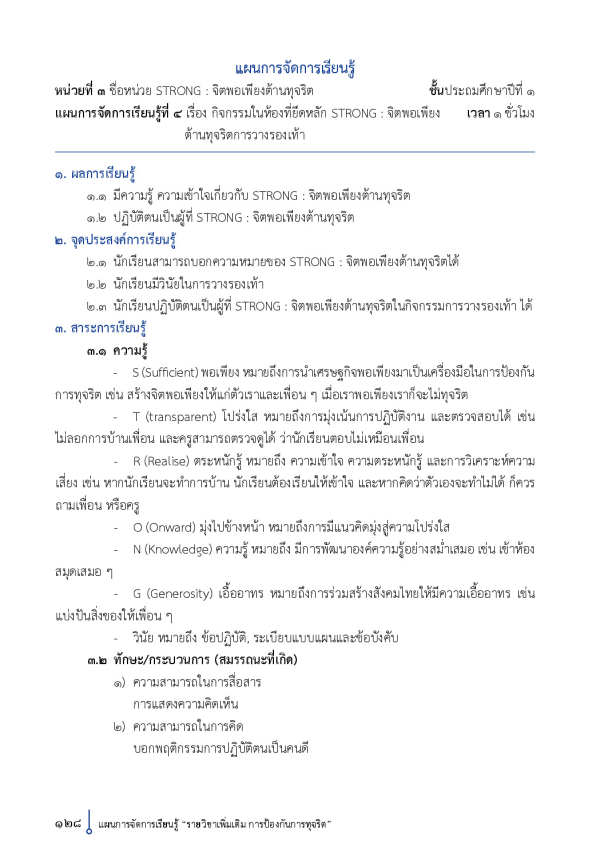 แผนการจัดการเรียนรู้
หน่วยที่ ๓ ชื่อหน่วย STRONG : จิตพอเพียงต้านทุจริต ชั้นประถมศึกษาปีที่ ๑
แผนการจัดการเรียนรู้ที่ ๔ เรื่อง กิจกรรมในห้องที่ยึดหลัก STRONG : จิตพอเพียง เวลา ๑ ชั่วโมง
ต้านทุจริตการวางรองเท้า
๑. ผลการเรียนรู้
๑.๑ มีความรู้ ความเข้าใจเกี่ยวกับ STRONG : จิตพอเพียงต้านทุจริต
๑.๒ ปฏิบัติตนเป็นผู้ที่ STRONG : จิตพอเพียงต้านทุจริต
๒. จุดประสงค์การเรียนรู้
๒.๑ นักเรียนสามารถบอกความหมายของ STRONG : จิตพอเพียงต้านทุจริตได้
๒.๒ นักเรียนมีวินัยในการวางรองเท้า
๒.๓ นักเรียนปฏิบัติตนเป็นผู้ที่ STRONG : จิตพอเพียงต้านทุจริตในกิจกรรมการวางรองเท้า ได้
๓. สาระการเรียนรู้
๓.๑ ความรู้
- S (Sufficient) พอเพียง หมายถึงการนำเศรษฐกิจพอเพียงมาเป็นเครื่องมือในการป้องกัน
การทุจริต เช่น สร้างจิตพอเพียงให้แก่ตัวเราและเพื่อน ๆ เมื่อเราพอเพียงเราก็จะไม่ทุจริต
- T (transparent) โปร่งใส หมายถึงการมุ่งเน้นการปฏิบัติงาน และตรวจสอบได้ เช่น
ไม่ลอกการบ้านเพื่อน และครูสามารถตรวจดูได้ ว่านักเรียนตอบไม่เหมือนเพื่อน
- R (Realise) ตระหนักรู้ หมายถึง ความเข้าใจ ความตระหนักรู้ และการวิเคราะห์ความ
เสี่ยง เช่น หากนักเรียนจะทำการบ้าน นักเรียนต้องเรียนให้เข้าใจ และหากคิดว่าตัวเองจะทำไม่ได้ ก็ควร
ถามเพื่อน หรือครู
- O (Onward) มุ่งไปข้างหน้า หมายถึงการมีแนวคิดมุ่งสู่ความโปร่งใส
- N (Knowledge) ความรู้ หมายถึง มีการพัฒนาองค์ความรู้อย่างสม่ำเสมอ เช่น เข้าห้อง
สมุดเสมอ ๆ
- G (Generosity) เอื้ออาทร หมายถึงการร่วมสร้างสังคมไทยให้มีความเอื้ออาทร เช่น
แบ่งปันสิ่งของให้เพื่อน ๆ
- วินัย หมายถึง ข้อปฏิบัติ, ระเบียบแบบแผนและข้อบังคับ
๓.๒ ทักษะ/กระบวนการ (สมรรถนะที่เกิด)
๑) ความสามารถในการสื่อสาร
การแสดงความคิดเห็น
๒) ความสามารถในการคิด
บอกพฤติกรรมการปฏิบัติตนเป็นคนดี
๑๒๘ แผนการจัดการเรียนรู้ “รายวิชาเพิ่มเติม การป้องกันการทุจริต”